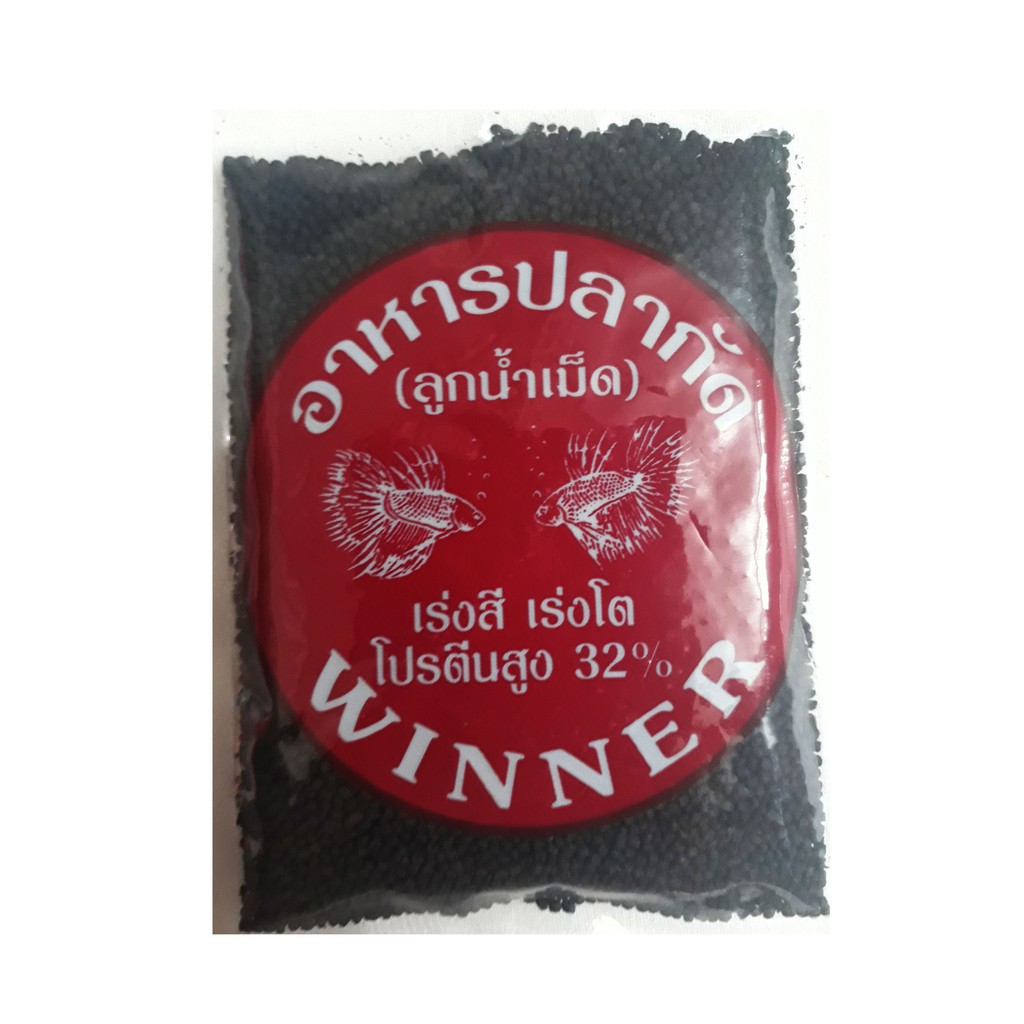 อาหารปลากัด
(ลูกน้ำเม็ด)
เร่งสี เร่งโต
โปรตีนสูง 32%
WINNER